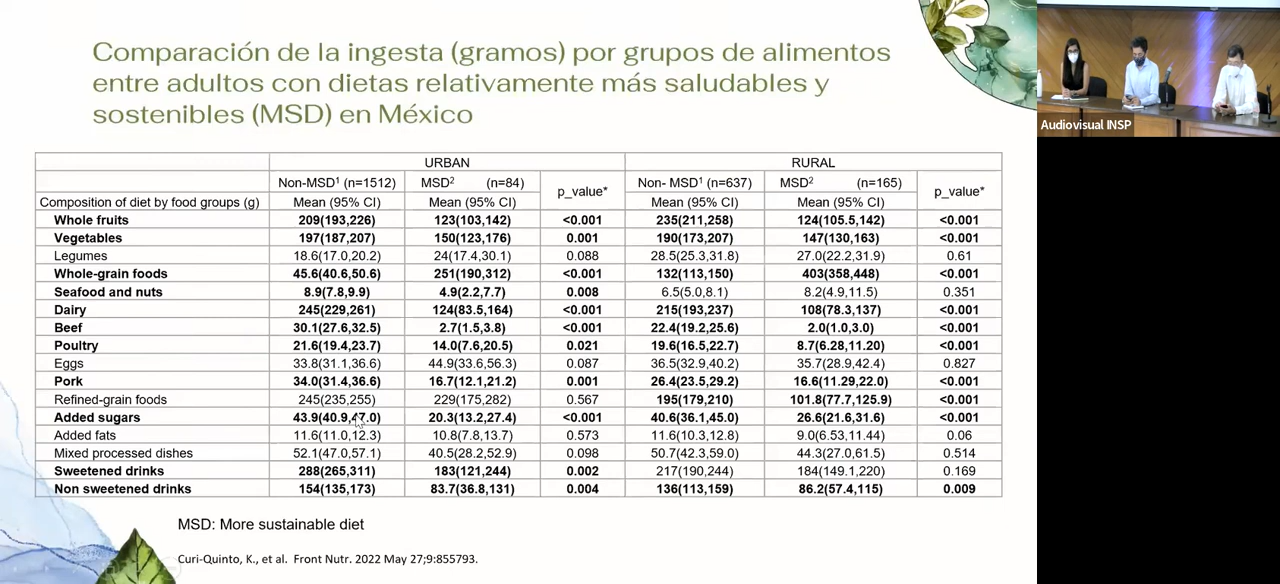 Comparación de la ingesta (gramos) por grupos de alimentos
entre adultos con dietas relativamente más saludables y
sostenibles (MSD) en México
Audiovisual INSP
URBAN RURAL
Non-MSD¹ (n=1512) MSD² (n=84) p_value* Non- MSD¹ (n=637) MSD² (n=165) p_value*
Composition of diet by food groups (g) Mean (95% CI) Mean (95% CI) Mean (95% CI) Mean (95% CI)
Whole fruits 209(193,226) 123(103,142) <0.001 235(211,258) 124(105.5,142) <0.001
Vegetables 197(187,207) 150(123,176) 0.001 190(173,207) 147(130,163) <0.001
Legumes 18.6(17.0,20.2) 24(17.4,30.1) 0.088 28.5(25.3,31.8) 27.0(22.2,31.9) 0.61
Whole-grain foods 45.6(40.6,50.6) 251(190,312) <0.001 132(113,150) 403(358,448) <0.001
Seafood and nuts 8.9(7.8,9.9) 4.9(2.2,7.7) 0.008 6.5(5.0,8.1) 8.2(4.9,11.5) 0.351
Dairy 245(229,261) 124(83.5,164) <0.001 215(193,237) 108(78.3,137) <0.001
Beef 30.1(27.6,32.5) 2.7(1.5,3.8) <0.001 22.4(19.2,25.6) 2.0(1.0,3.0) <0.001
Poultry 21.6(19.4,23.7) 14.0(7.6,20.5) 0.021 19.6(16.5,22.7) 8.7(6.28,11.20) <0.001
Eggs 33.8(31.1,36.6) 44.9(33.6,56.3) 0.087 36.5(32.9,40.2) 35.7(28.9,42.4) 0.827
Pork 34.0(31.4,36.6) 16.7(12.1,21.2) 0.001 26.4(23.5,29.2) 16.6(11.29,22.0) <0.001
Refined-grain foods 245(235,255) 229(175,282) 0.567 195(179,210) 101.8(77.7,125.9) <0.001
Added sugars 43.9(40.9,47.0) 20.3(13.2,27.4) <0.001 40.6(36.1,45.0) 26.6(21.6,31.6) <0.001
Added fats 11.6(11.0,12.3) 10.8(7.8,13.7) 0.573 11.6(10.3,12.8) 9.0(6.53,11.44) 0.06
Mixed processed dishes 52.1(47.0,57.1) 40.5(28.2,52.9) 0.098 50.7(42.3,59.0) 44.3(27.0,61.5) 0.514
Sweetened drinks 288(265,311) 183(121,244) 0.002 217(190,244) 184(149.1,220) 0.169
Non sweetened drinks 154(135,173) 83.7(36.8,131) 0.004 136(113,159) 86.2(57.4,115) 0.009
MSD: More sustainable diet
Curi-Quinto, K., et al. Front Nutr. 2022 May 27;9:855793.